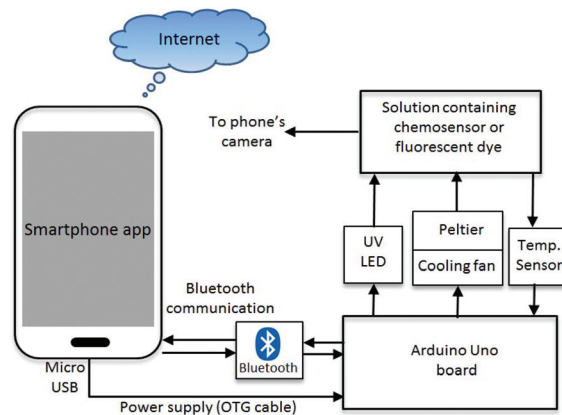 Internet
To phone's
camera
Solution containing
chemosensor or
fluorescent dye
Smartphone app
UV
LED
Peltier
Cooling fan
Temp.
Sensor
Bluetooth
communication
Bluetooth
Arduino Uno
board
Micro
USB
Power supply (OTG cable)